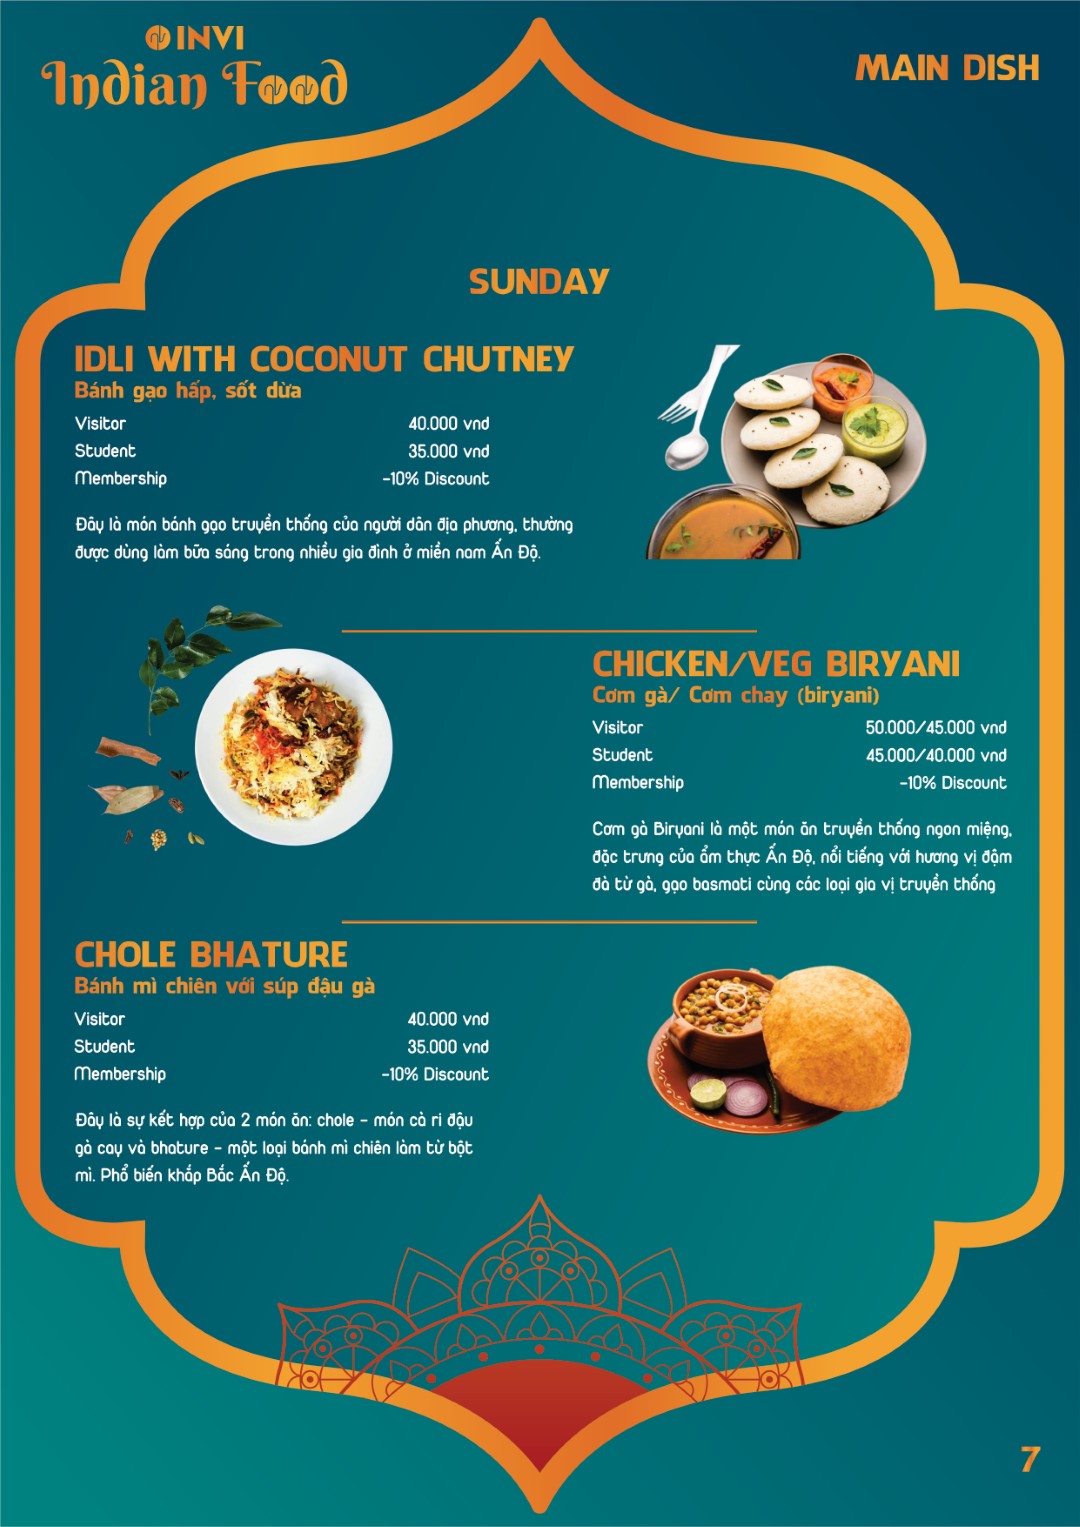 INVI
Indian Food
MAIN DISH
SUNDAY
IDLI WITH COCONUT CHUTNEY
Bánh gạo hấp, sốt dừa
Visitor 40.000 vnd
Student 35.000 vnd
Membership -10% Discount
Đây là món bánh gạo truyền thống của người dân địa phương, thường
được dùng làm bữa sáng trong nhiều gia đình ở miền nam Ấn Độ.
CHICKEN/VEG BIRYANI
Cơm gà/ Cơm chay (biryani)
Visitor 50.000/45.000 vnd
Student 45.000/40.000 vnd
Membership -10% Discount
Cơm gà Biryani là một món ăn truyền thống ngon miệng,
đặc trưng của ẩm thực Ấn Độ, nổi tiếng với hương vị đậm
đà từ gà, gạo basmati cùng các loại gia vị truyền thống
CHOLE BHATURE
Bánh mì chiên với súp đậu gà
Visitor 40.000 vnd
Student 35.000 vnd
Membership -10% Discount
Đây là sự kết hợp của 2 món ăn: chole - món cà ri đậu
gà cay và bhature - một loại bánh mì chiên làm từ bột
mì. Phổ biến khắp Bắc Ấn Độ.
7